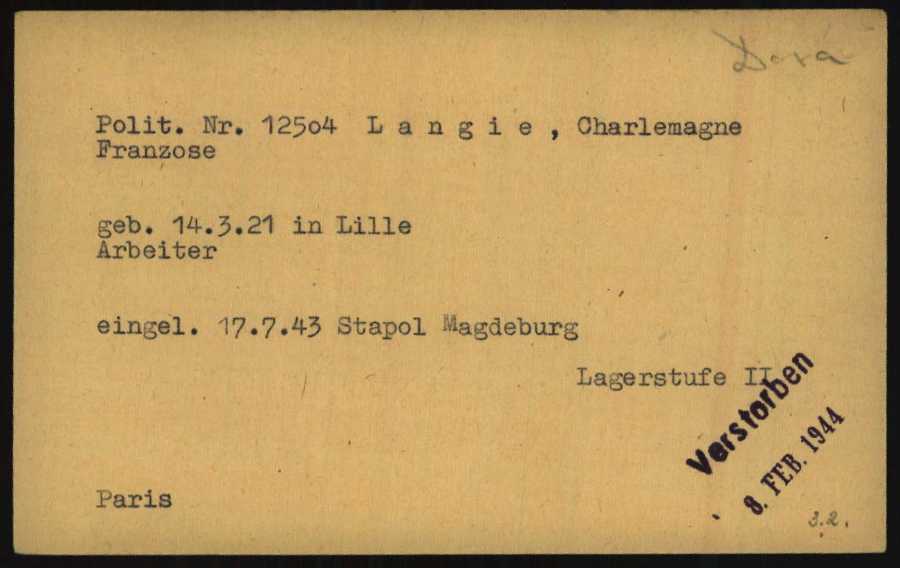 Dora
Polit. Nr. 12504 L a n g i e , Charlemagne
Franzose
geb. 14.3.21 in Lille
Arbeiter
eingel. 17.7.43 Stapol Magdeburg
Lagerstufe II
Verstorben
8. FEB. 1944
Paris
3.2.